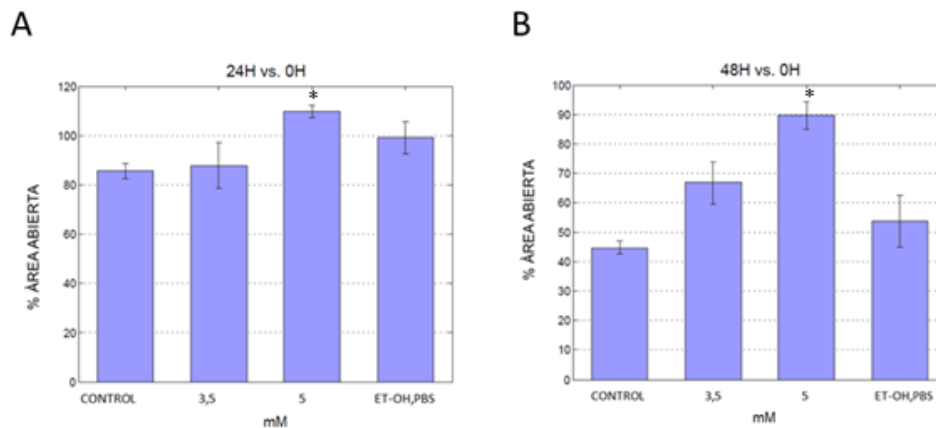 A
24H vs. 0H
% ÀREA ABIERTA
120
*
100
80
60
40
20
0
CONTROL 3,5 5 ET-OH,PBS
mM
B
48H vs. 0H
% ÀREA ABIERTA
100
*
90
80
70
60
50
40
30
20
10
0
CONTROL 3,5 5 ET-OH,PBS
mM